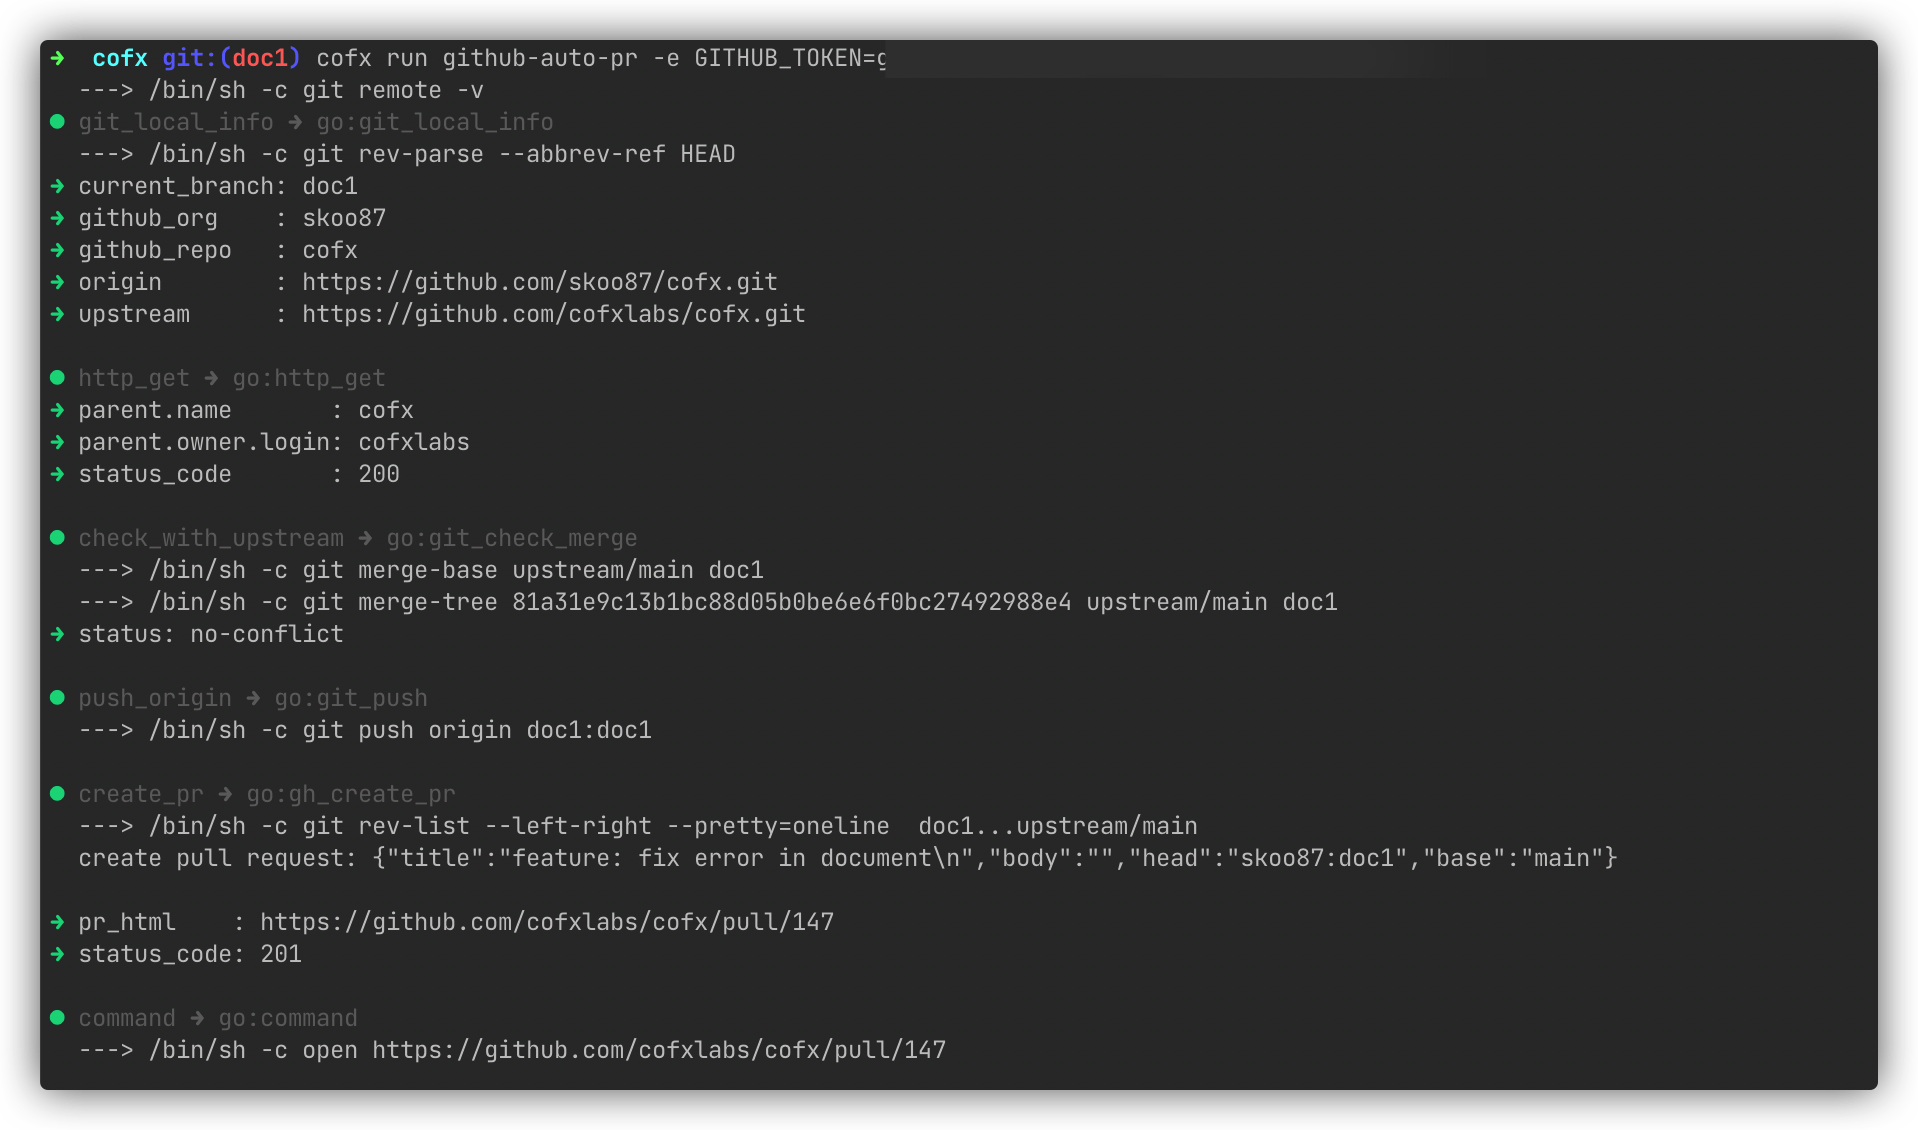 ➜  cofx git:(doc1) cofx run github-auto-pr -e GITHUB_TOKEN=g
  ---> /bin/sh -c git remote -v
● git_local_info ➜ go:git_local_info
  ---> /bin/sh -c git rev-parse --abbrev-ref HEAD
➜ current_branch: doc1
➜ github_org    : skoo87
➜ github_repo   : cofx
➜ origin        : https://github.com/skoo87/cofx.git
➜ upstream      : https://github.com/cofxlabs/cofx.git
● http_get ➜ go:http_get
➜ parent.name       : cofx
➜ parent.owner.login: cofxlabs
➜ status_code       : 200
● check_with_upstream ➜ go:git_check_merge
  ---> /bin/sh -c git merge-base upstream/main doc1
  ---> /bin/sh -c git merge-tree 81a31e9c13b1bc88d05b0be6e6f0bc27492988e4 upstream/main doc1
➜ status: no-conflict
● push_origin ➜ go:git_push
  ---> /bin/sh -c git push origin doc1:doc1
● create_pr ➜ go:gh_create_pr
  ---> /bin/sh -c git rev-list --left-right --pretty=oneline  doc1...upstream/main
  create pull request: {"title":"feature: fix error in document\n","body":"","head":"skoo87:doc1","base":"main"}
➜ pr_html    : https://github.com/cofxlabs/cofx/pull/147
➜ status_code: 201
● command ➜ go:command
  ---> /bin/sh -c open https://github.com/cofxlabs/cofx/pull/147